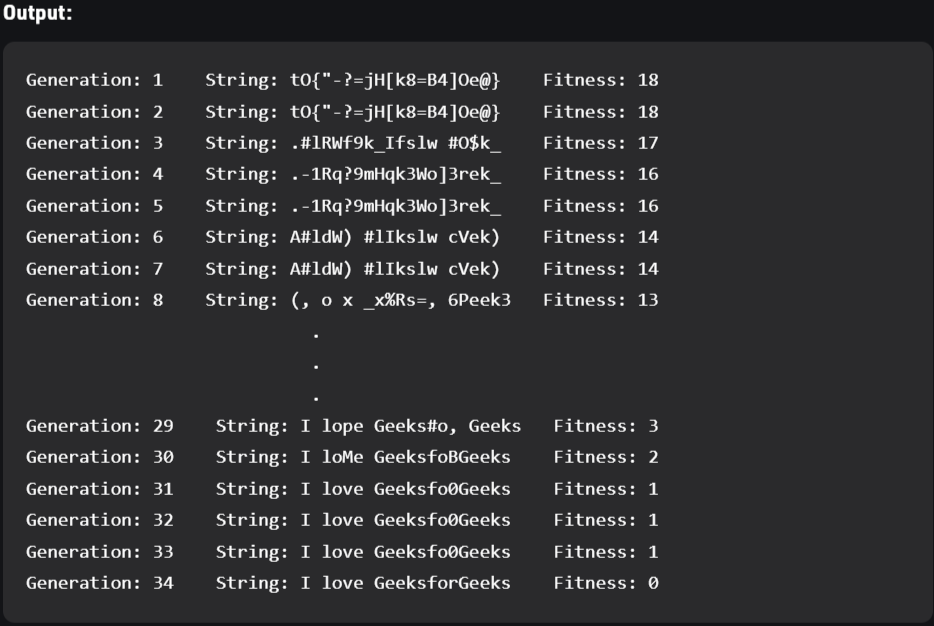 Output:
Generation: 1    String: tO{"-?=jH[k8=B4]Oe@}    Fitness: 18
Generation: 2    String: tO{"-?=jH[k8=B4]Oe@}    Fitness: 18
Generation: 3    String: .#lRWf9k_Ifslw #O$k_    Fitness: 17
Generation: 4    String: .-1Rq?9mHqk3Wo]3rek_    Fitness: 16
Generation: 5    String: .-1Rq?9mHqk3Wo]3rek_    Fitness: 16
Generation: 6    String: A#ldW) #lIkslw cVek)    Fitness: 14
Generation: 7    String: A#ldW) #lIkslw cVek)    Fitness: 14
Generation: 8    String: (, o x _x%Rs=, 6Peek3   Fitness: 13
.
.
.
Generation: 29    String: I lope Geeks#o, Geeks   Fitness: 3
Generation: 30    String: I loMe GeeksfoBGeeks    Fitness: 2
Generation: 31    String: I love Geeksfo0Geeks    Fitness: 1
Generation: 32    String: I love Geeksfo0Geeks    Fitness: 1
Generation: 33    String: I love Geeksfo0Geeks    Fitness: 1
Generation: 34    String: I love GeeksforGeeks    Fitness: 0